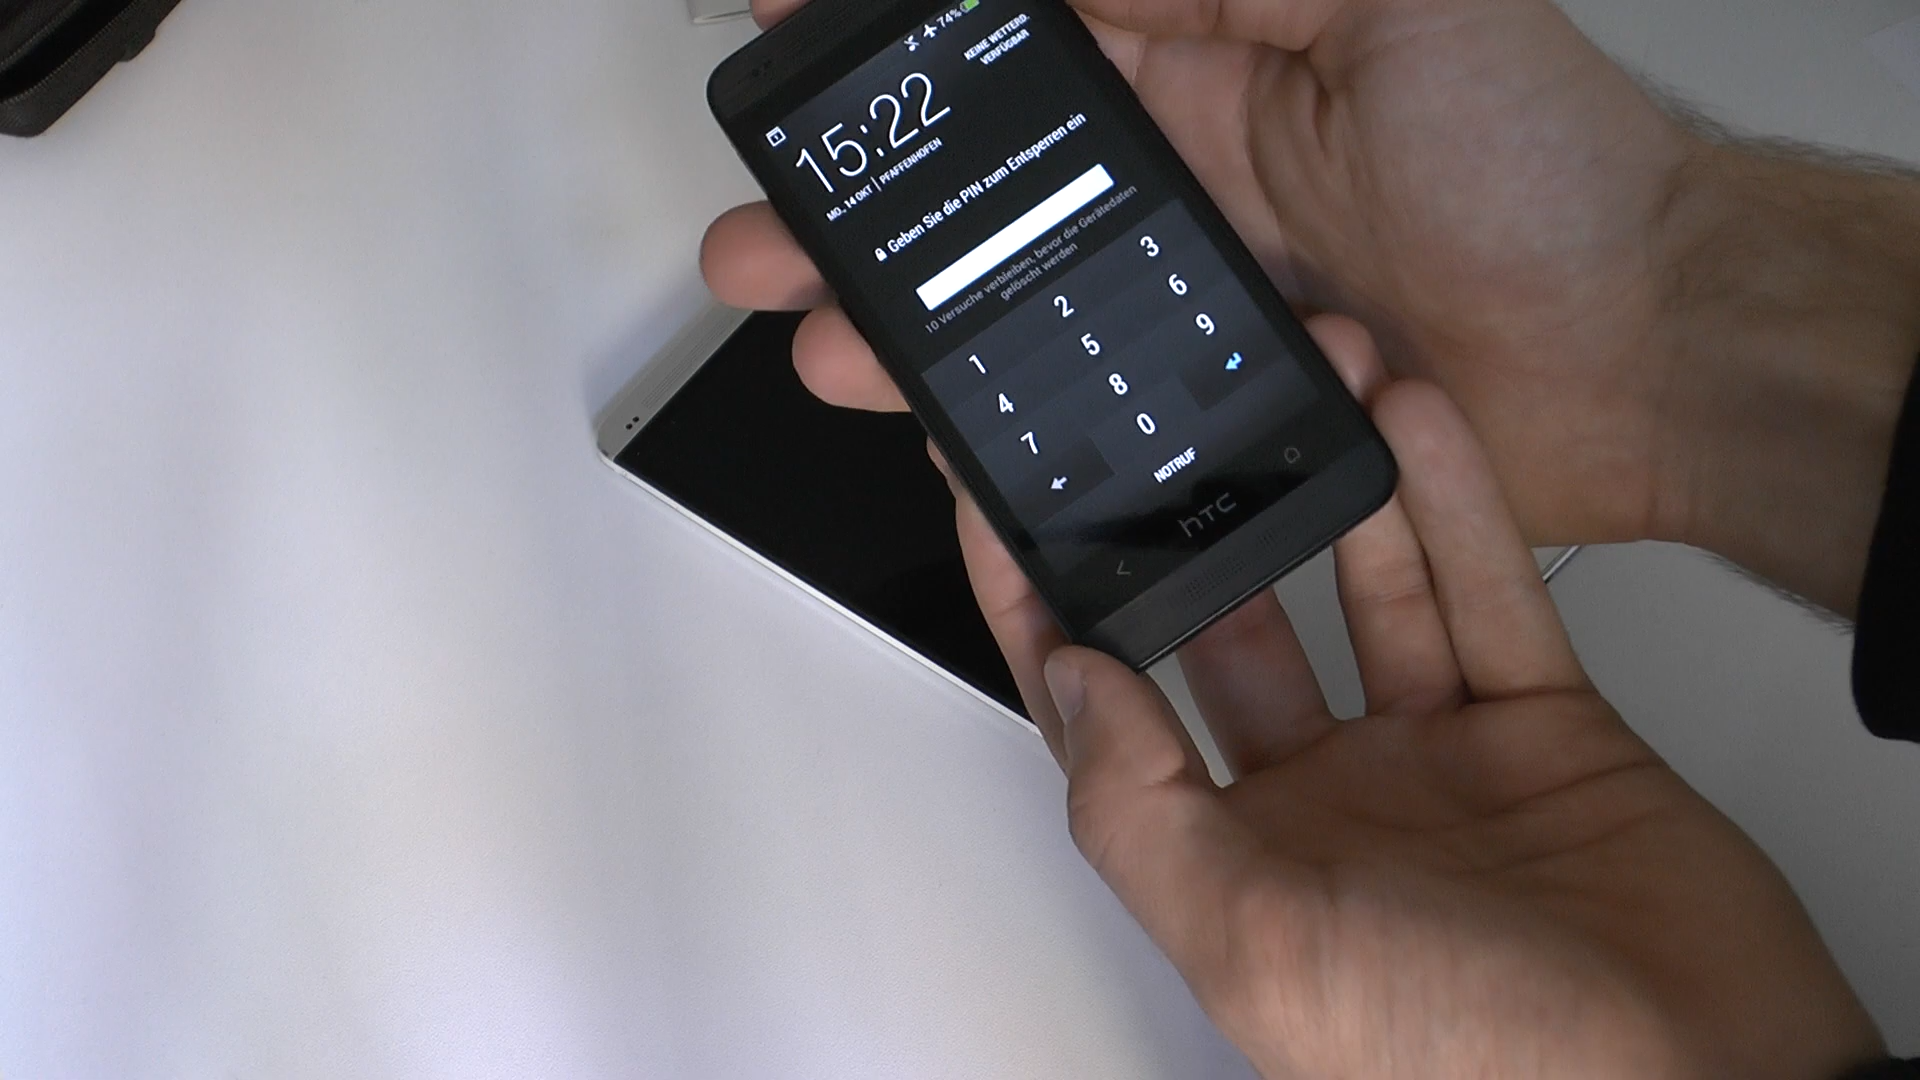 74%
KEINE WETTERD.
VERFÜGBAR
15:22
MO., 14 OKT | PFAFFENHOFEN
Geben Sie die PIN zum Entsperren ein
10 Versuche verbleiben, bevor die Gerätedaten
gelöscht werden
1 2 3
4 5 6
7 8 9
0
NOTRUF
hTC